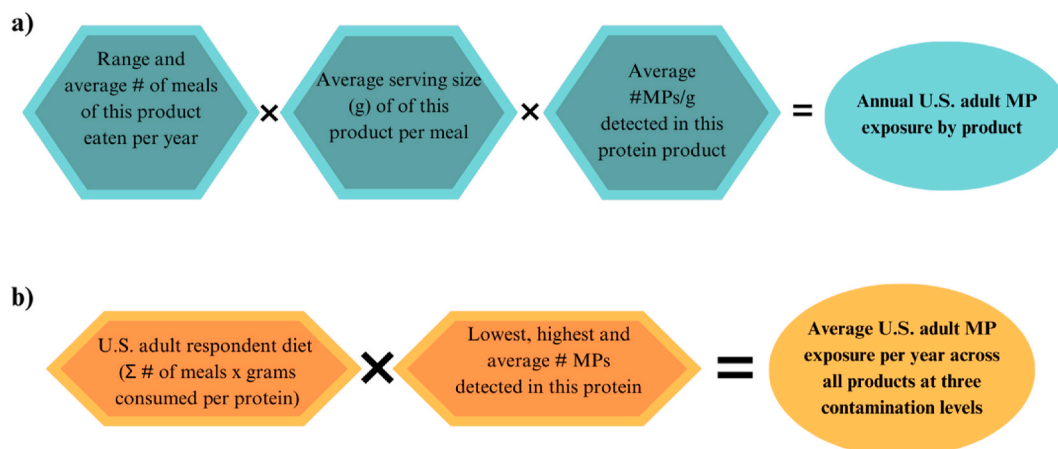 a)
Range and
average # of meals
of this product
eaten per year
×
Average serving size
(g) of of this
product per meal
×
Average
#MPs/g
detected in this
protein product
=
Annual U.S. adult MP
exposure by product
b)
U.S. adult respondent diet
(Σ # of meals x grams
consumed per protein)
×
Lowest, highest and
average # MPs
detected in this protein
=
Average U.S. adult MP
exposure per year across
all products at three
contamination levels